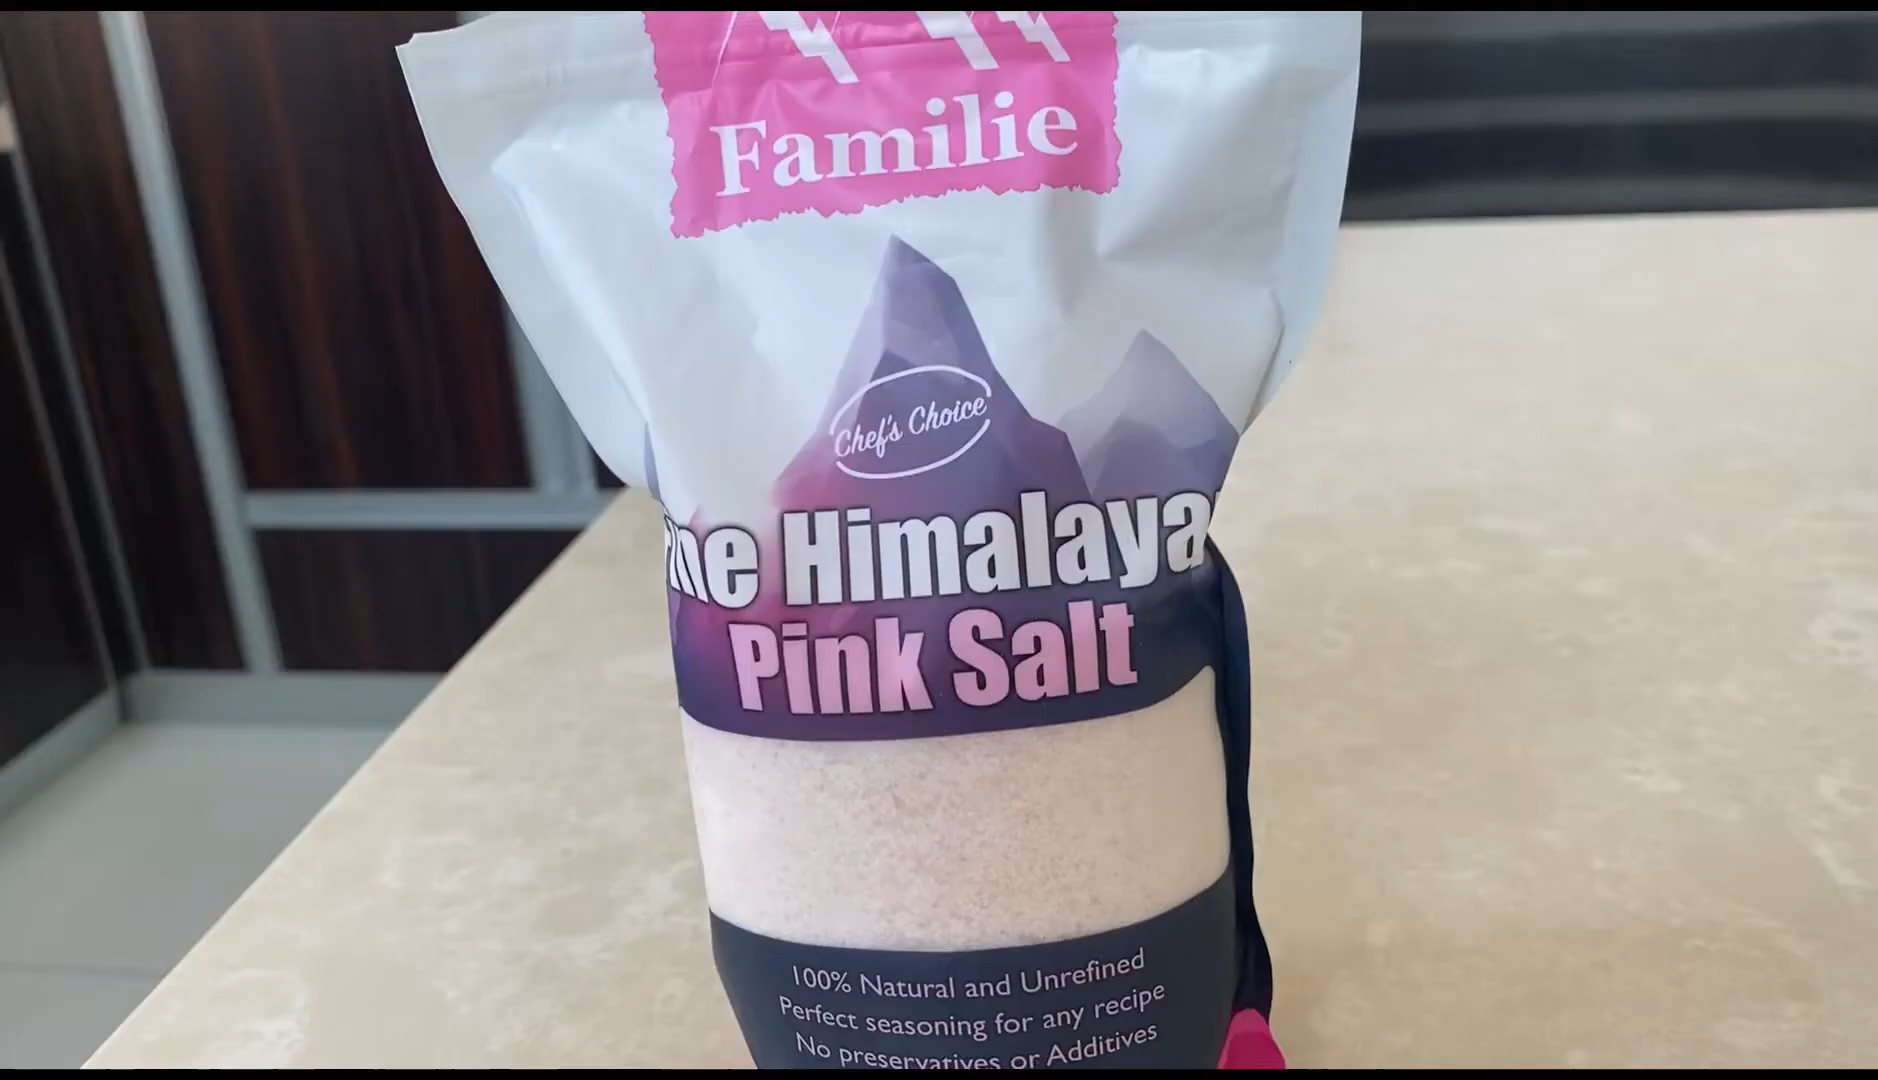 Familie
Chef's Choice
Himalaya
Pink Salt
100% Natural and Unrefined
Perfect seasoning for any recipe
No preservatives or Additives